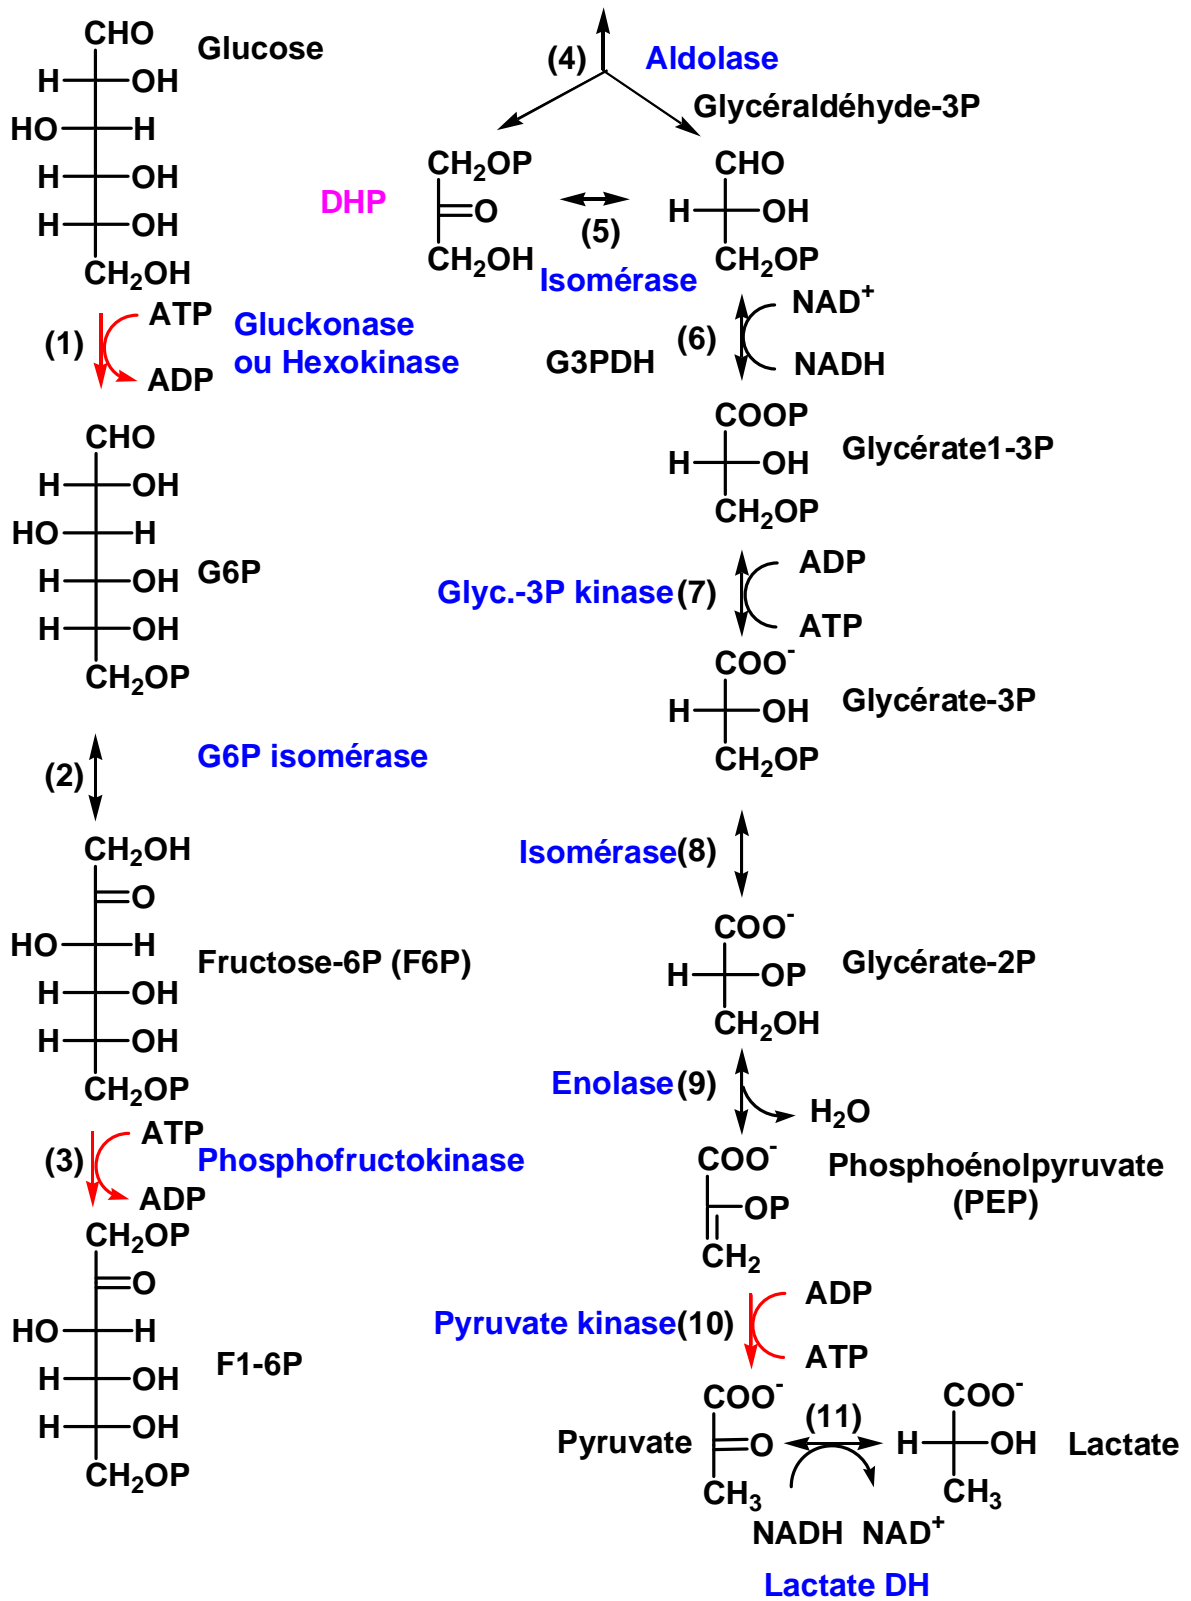 CHO
Glucose
H OH
HO H
H OH
H OH
CH2OH
(1)
ATP
ADP
Gluckonase
ou Hexokinase
CHO
H OH
HO H
G6P
H OH
H OH
CH2OP
(2)
G6P isomérase
CH2OH
O
HO H
Fructose-6P (F6P)
H OH
H OH
CH2OP
(3)
ATP
ADP
Phosphofructokinase
CH2OP
O
HO H
F1-6P
H OH
H OH
CH2OP
(4)
Aldolase
Glycéraldéhyde-3P
DHP
CH2OP
O
CH2OH
(5)
Isomérase
CHO
H OH
CH2OP
G3PDH
(6)
NAD+
NADH
COOP
H OH
CH2OP
Glycérate1-3P
Glyc.-3P kinase (7)
ADP
ATP
COO-
H OH
CH2OP
Glycérate-3P
Isomérase (8)
COO-
H OP
CH2OH
Glycérate-2P
Enolase (9)
H2O
COO-
OP
CH2
Phosphoénolpyruvate
(PEP)
Pyruvate kinase (10)
ADP
ATP
COO-
Pyruvate
O
CH3
(11)
NADH NAD+
Lactate DH
COO-
H OH
CH3
Lactate